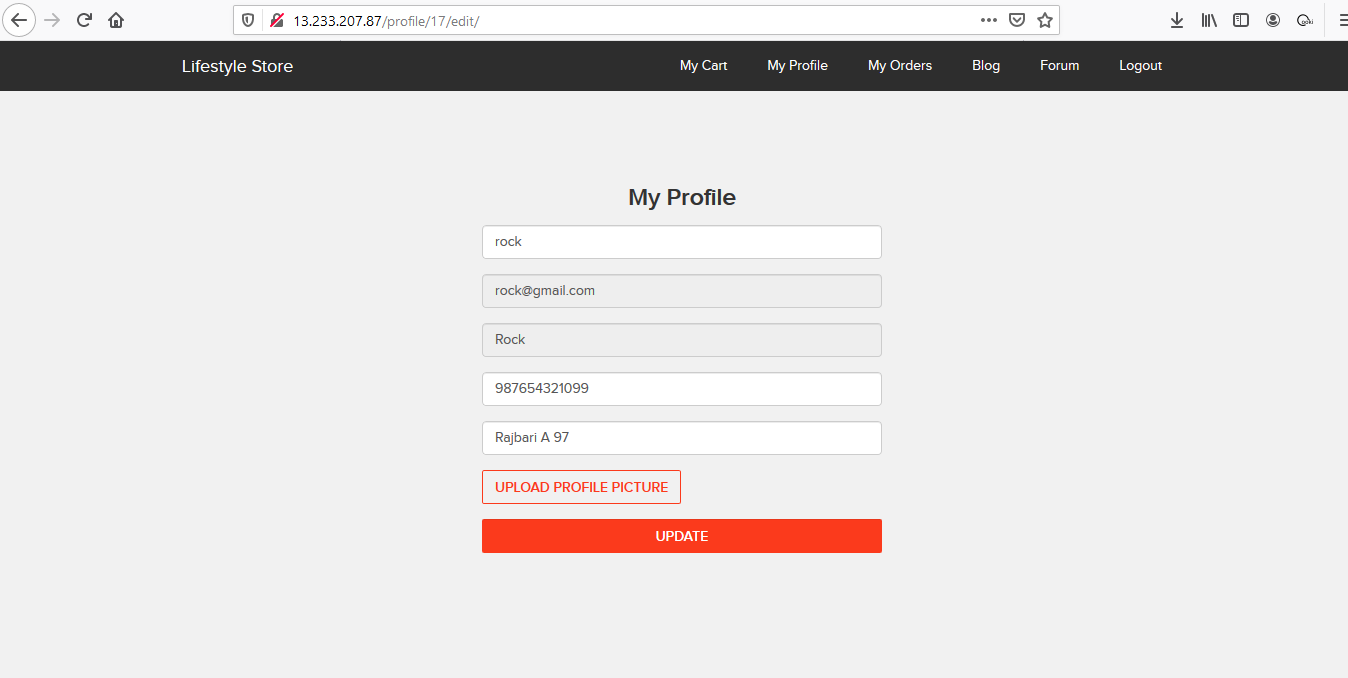 13.233.207.87/profile/17/edit/
Lifestyle Store My Cart My Profile My Orders Blog Forum Logout
My Profile
rock
rock@gmail.com
Rock
987654321099
Rajbari A 97
UPLOAD PROFILE PICTURE
UPDATE